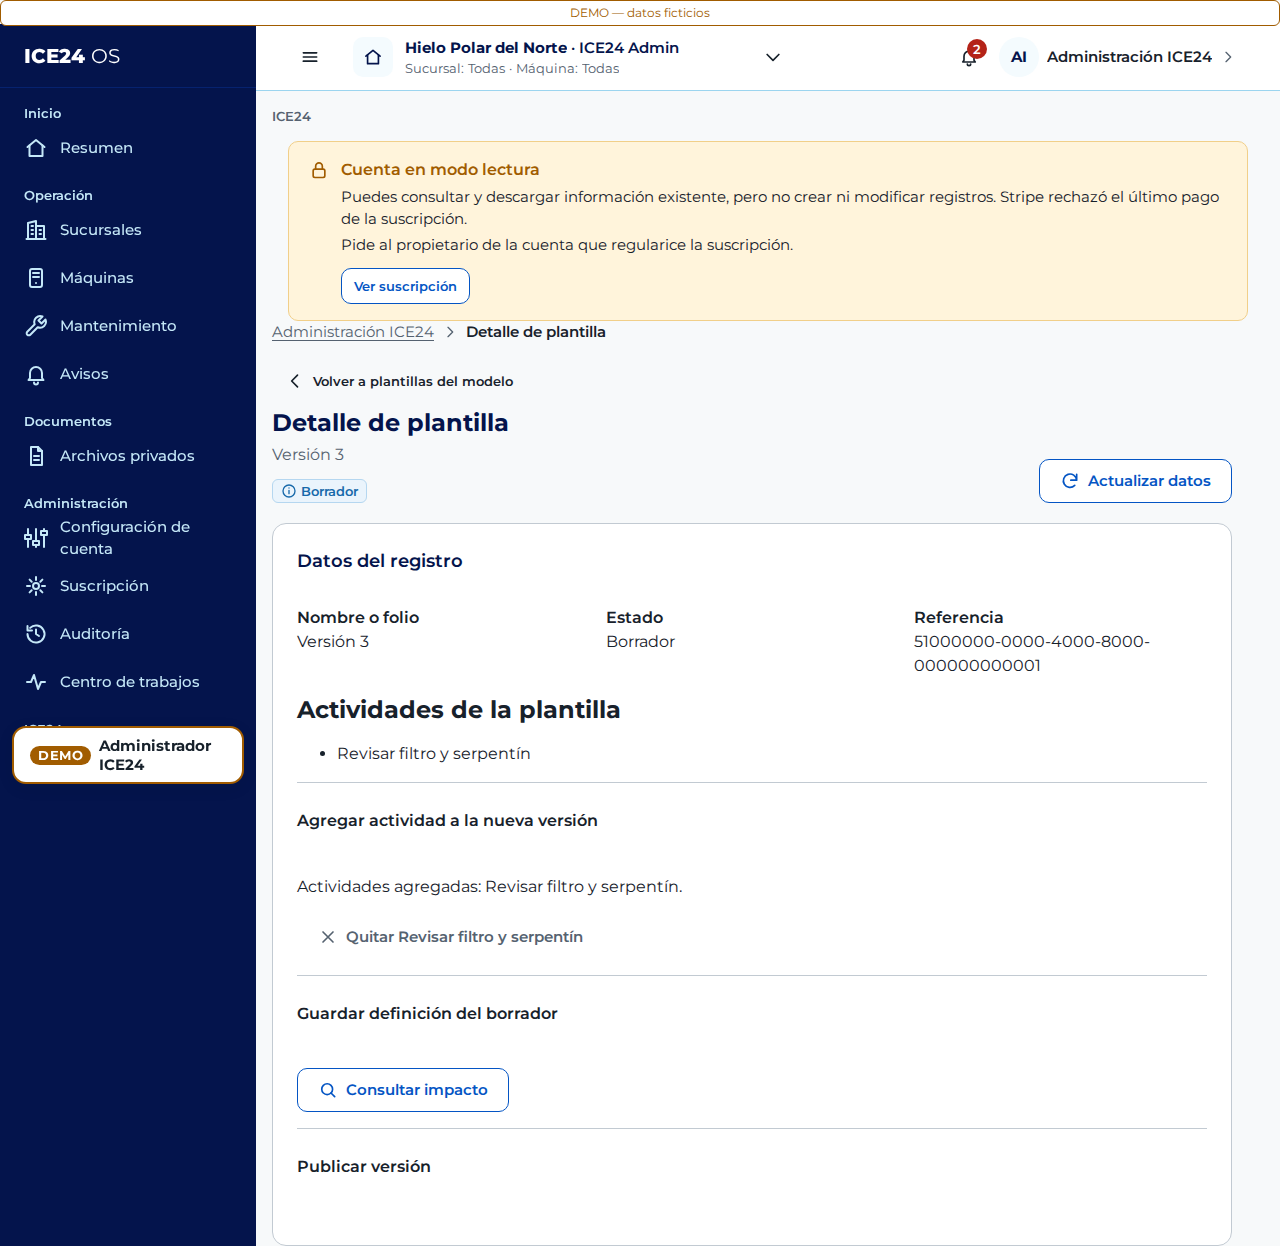 DEMO — datos ficticios
ICE24 OS
Inicio
Resumen
Operación
Sucursales
Máquinas
Mantenimiento
Avisos
Documentos
Archivos privados
Administración
Configuración de
cuenta
Suscripción
Auditoría
Centro de trabajos
DEMO
Administrador
ICE24
Hielo Polar del Norte · ICE24 Admin
Sucursal: Todas · Máquina: Todas
2
AI
Administración ICE24
ICE24
Cuenta en modo lectura
Puedes consultar y descargar información existente, pero no crear ni modificar registros. Stripe rechazó el último pago
de la suscripción.
Pide al propietario de la cuenta que regularice la suscripción.
Ver suscripción
Administración ICE24
Detalle de plantilla
Volver a plantillas del modelo
Detalle de plantilla
Versión 3
Borrador
Actualizar datos
Datos del registro
Nombre o folio
Versión 3
Estado
Borrador
Referencia
51000000-0000-4000-8000-
000000000001
Actividades de la plantilla
• Revisar filtro y serpentín
Agregar actividad a la nueva versión
Actividades agregadas: Revisar filtro y serpentín.
Quitar Revisar filtro y serpentín
Guardar definición del borrador
Consultar impacto
Publicar versión